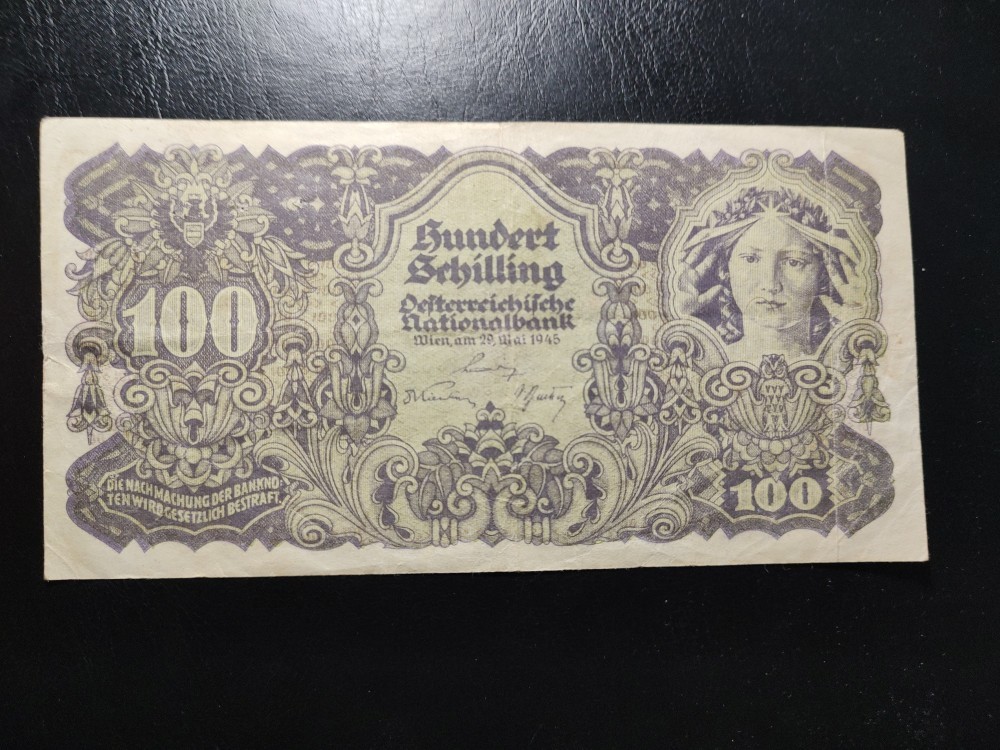 100
Hundert
Schilling
Oesterreichische
Nationalbank
Wien, am 29. Mai 1945
DIE NACHMACHUNG DER BANKNO
TEN WIRD GESETZLICH BESTRAFT.
100